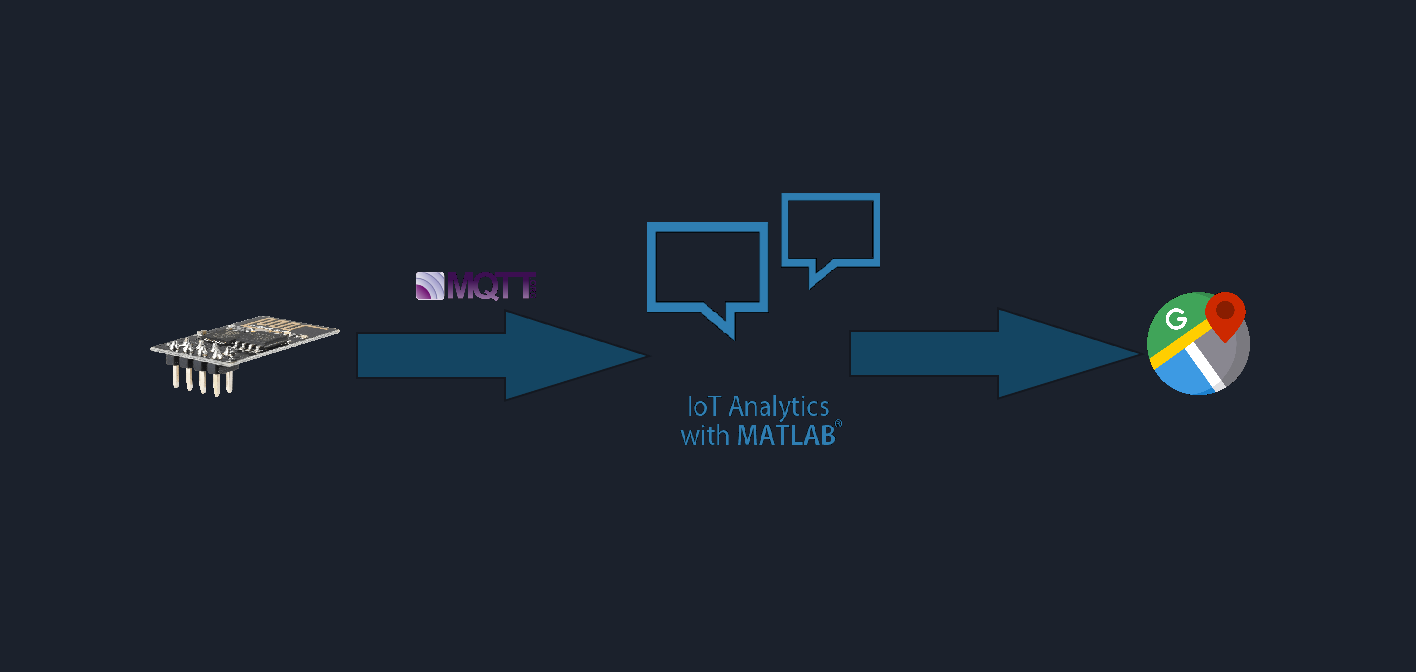 MQTT
IoT Analytics
with MATLAB®
G